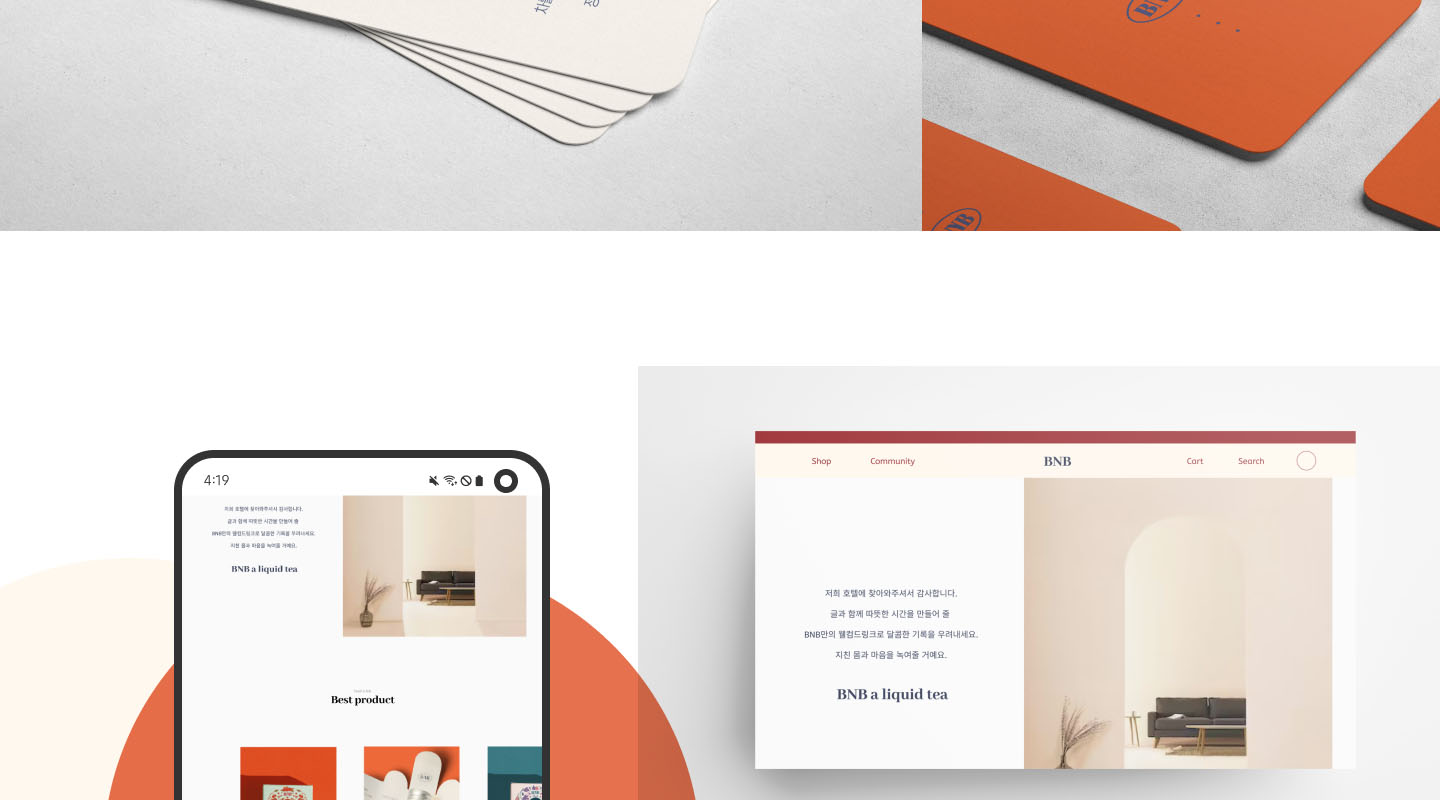 BNB
BNB
4:19
저희 호텔에 찾아와주셔서 감사합니다.
글과 함께 따뜻한 시간을 만들어 줄
BNB만의 웰컴드링크로 달콤한 기록을 우려내세요.
지친 몸과 마음을 녹여줄 거예요.
BNB a liquid tea
Best product
Shop
Community
BNB
Cart
Search
저희 호텔에 찾아와주셔서 감사합니다.
글과 함께 따뜻한 시간을 만들어 줄
BNB만의 웰컴드링크로 달콤한 기록을 우려내세요.
지친 몸과 마음을 녹여줄 거예요.
BNB a liquid tea